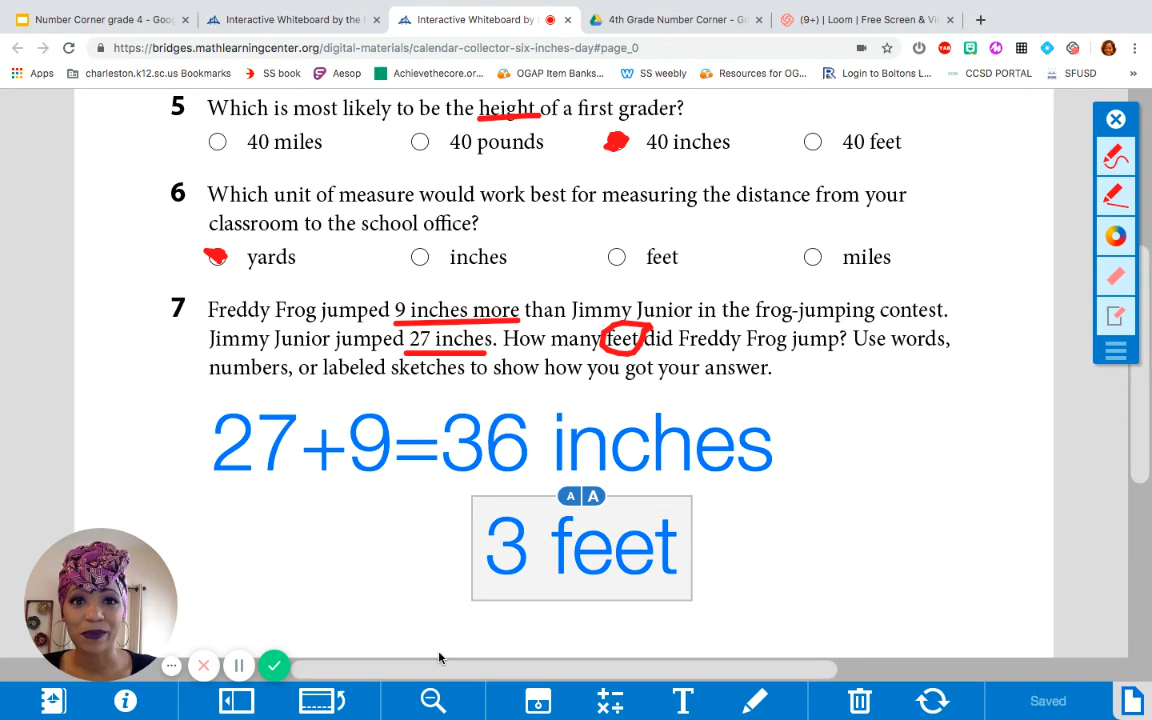 Number Corner grade 4 - Goo
Interactive Whiteboard by the
Interactive Whiteboard by
4th Grade Number Corner - Go
(9+) | Loom | Free Screen & Vi
https://bridges.mathlearningcenter.org/digital-materials/calendar-collector-six-inches-day#page_0
YAB
Apps
charleston.k12.sc.us Bookmarks
SS book
Aesop
Achievethecore.or...
OGAP Item Banks...
SS weekly
Resources for OG...
Login to Boltons L...
CCSD PORTAL
SFUSD
»
5 Which is most likely to be the height of a first grader?
40 miles 40 pounds 40 inches 40 feet
6 Which unit of measure would work best for measuring the distance from your
classroom to the school office?
yards inches feet miles
7 Freddy Frog jumped 9 inches more than Jimmy Junior in the frog-jumping contest.
Jimmy Junior jumped 27 inches. How many feet did Freddy Frog jump? Use words,
numbers, or labeled sketches to show how you got your answer.
27+9=36 inches
A A
3 feet
Saved